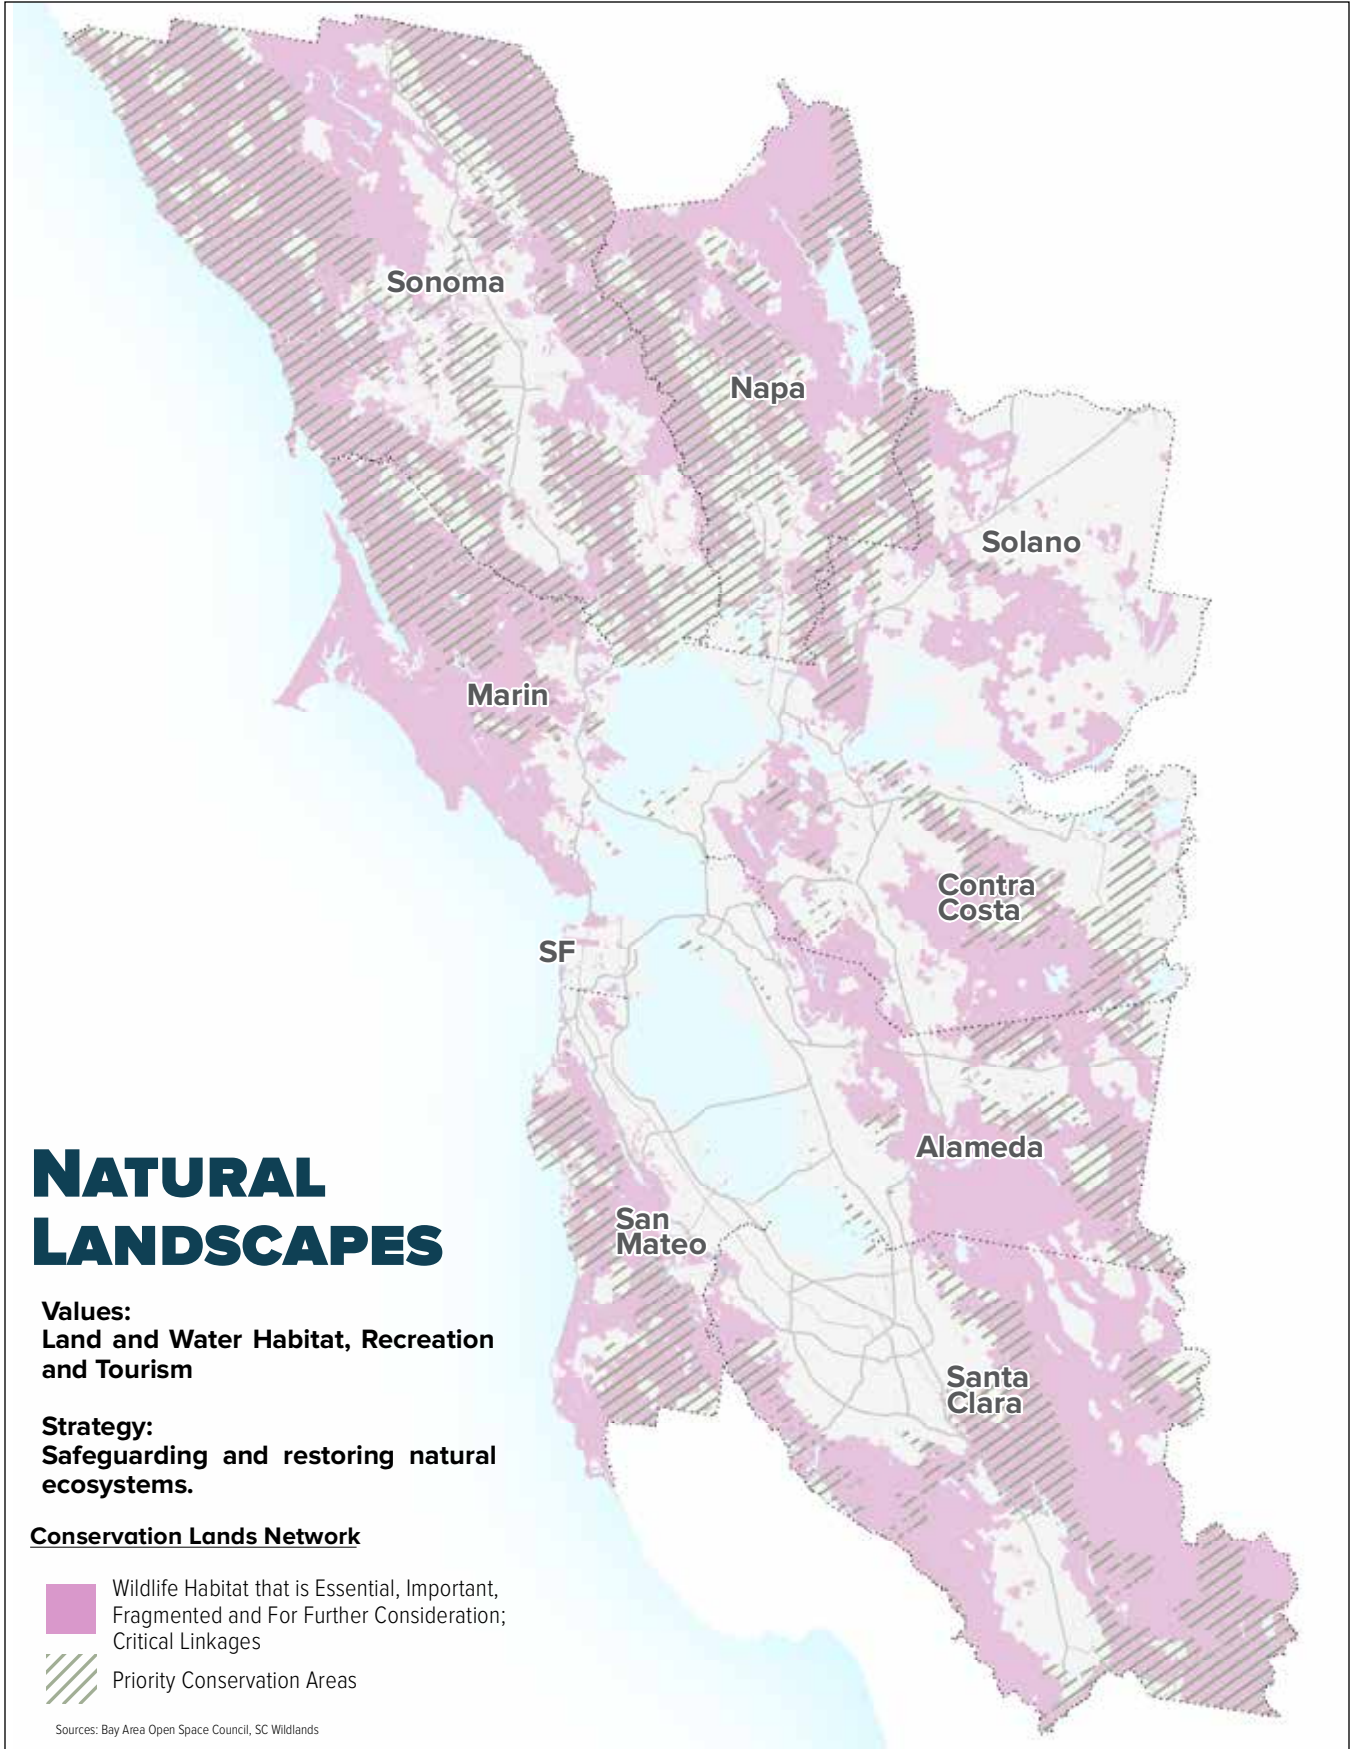 Sonoma
Napa
Solano
Marin
Contra
Costa
SF
Alameda
San
Mateo
Santa
Clara
NATURAL
LANDSCAPES
Values:
Land and Water Habitat, Recreation
and Tourism
Strategy:
Safeguarding and restoring natural
ecosystems.
Conservation Lands Network
Wildlife Habitat that is Essential, Important,
Fragmented and For Further Consideration;
Critical Linkages
Priority Conservation Areas
Sources: Bay Area Open Space Council, SC Wildlands